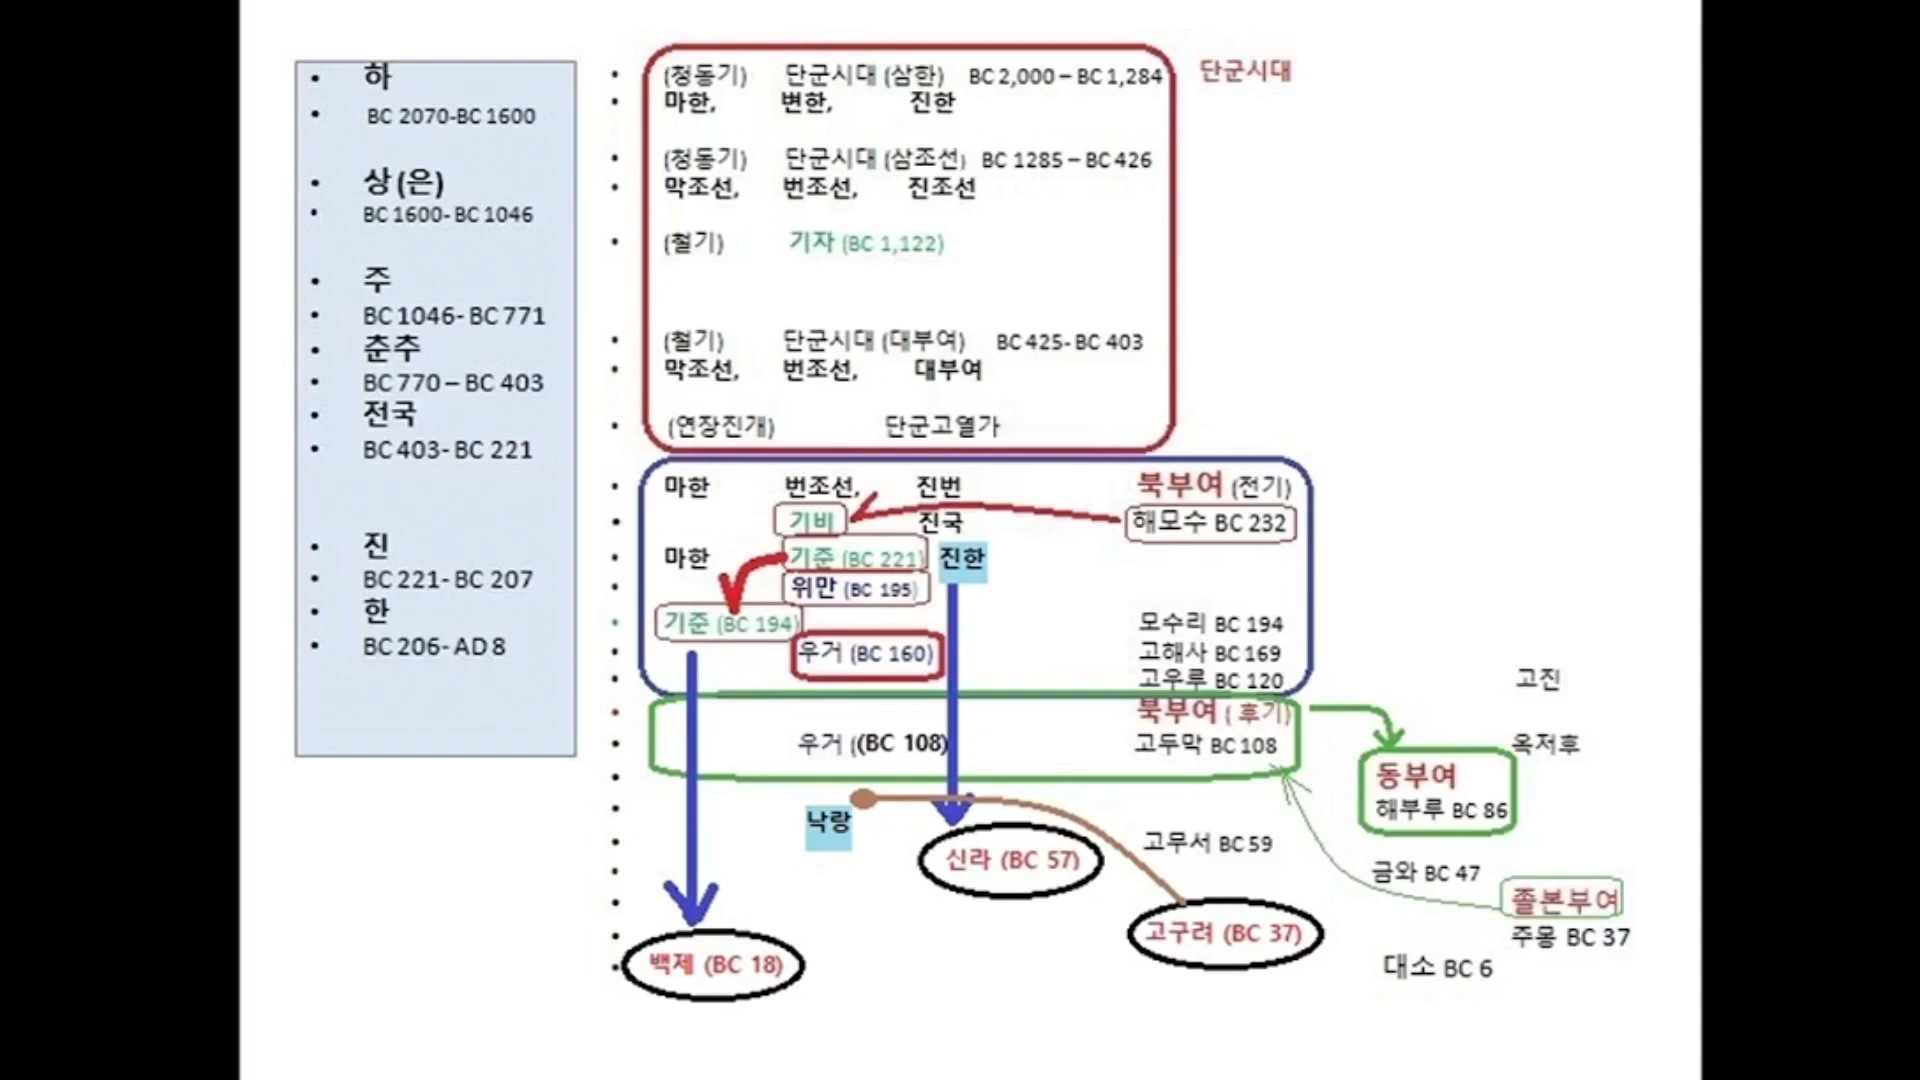 하
BC 2070-BC 1600
상(은)
BC 1600- BC 1046
주
BC 1046- BC 771
춘추
BC 770 – BC 403
전국
BC 403- BC 221
진
BC 221- BC 207
한
BC 206- AD 8
(청동기) 단군시대 (삼한) BC 2,000 – BC 1,284
단군시대
마한, 변한, 진한
(청동기) 단군시대 (삼조선) BC 1285 – BC 426
막조선, 번조선, 진조선
(철기) 기자 (BC 1,122)
(철기) 단군시대 (대부여) BC 425- BC 403
막조선, 번조선, 대부여
(연장진개) 단군고열가
마한 번조선, 진번 북부여 (전기)
기비 진국 해모수 BC 232
마한 기준 (BC 221) 진한
위만 (BC 195)
기준 (BC 194) 모수리 BC 194
우거 (BC 160) 고해사 BC 169
고우루 BC 120 고진
북부여 ( 후기)
우거 ((BC 108) 고두막 BC 108 옥저후
동부여
해부루 BC 86
낙랑
신라 (BC 57) 고무서 BC 59
금와 BC 47
졸본부여
고구려 (BC 37) 주몽 BC 37
백제 (BC 18) 대소 BC 6